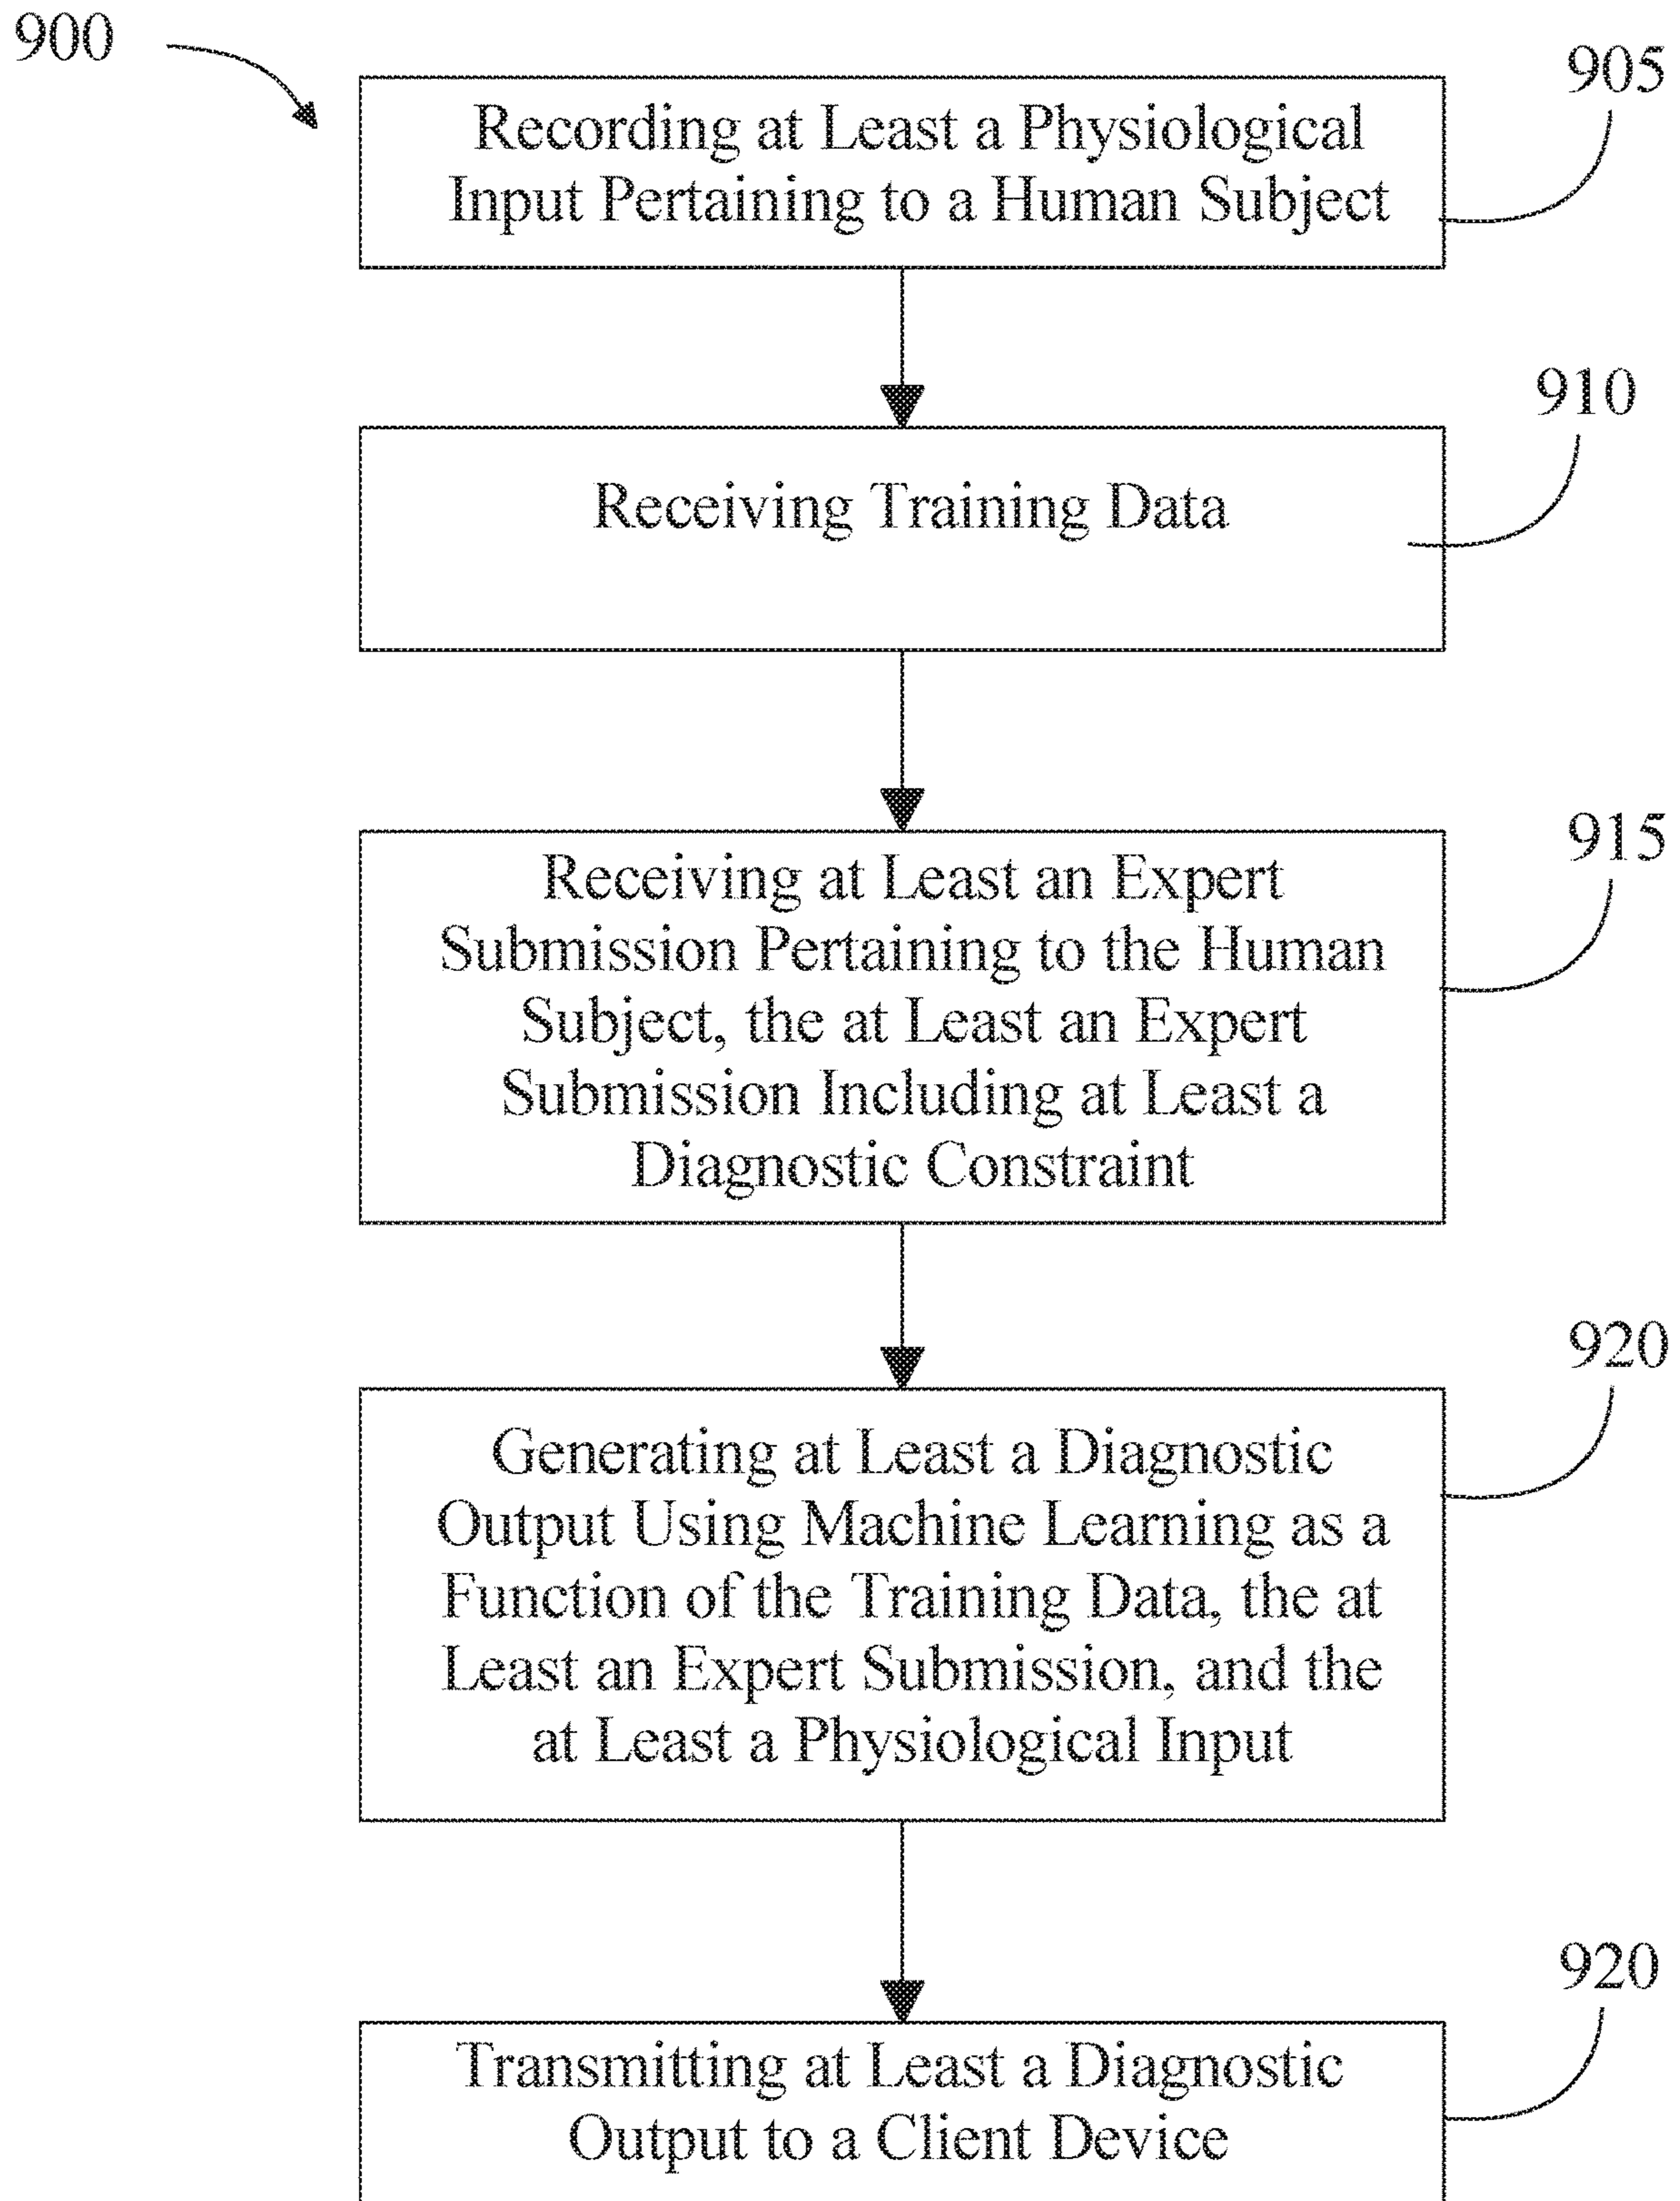 900
905
Recording at Least a Physiological
Input Pertaining to a Human Subject
910
Receiving Training Data
915
Receiving at Least an Expert
Submission Pertaining to the Human
Subject, the at Least an Expert
Submission Including at Least a
Diagnostic Constraint
920
Generating at Least a Diagnostic
Output Using Machine Learning as a
Function of the Training Data, the at
Least an Expert Submission, and the
at Least a Physiological Input
920
Transmitting at Least a Diagnostic
Output to a Client Device